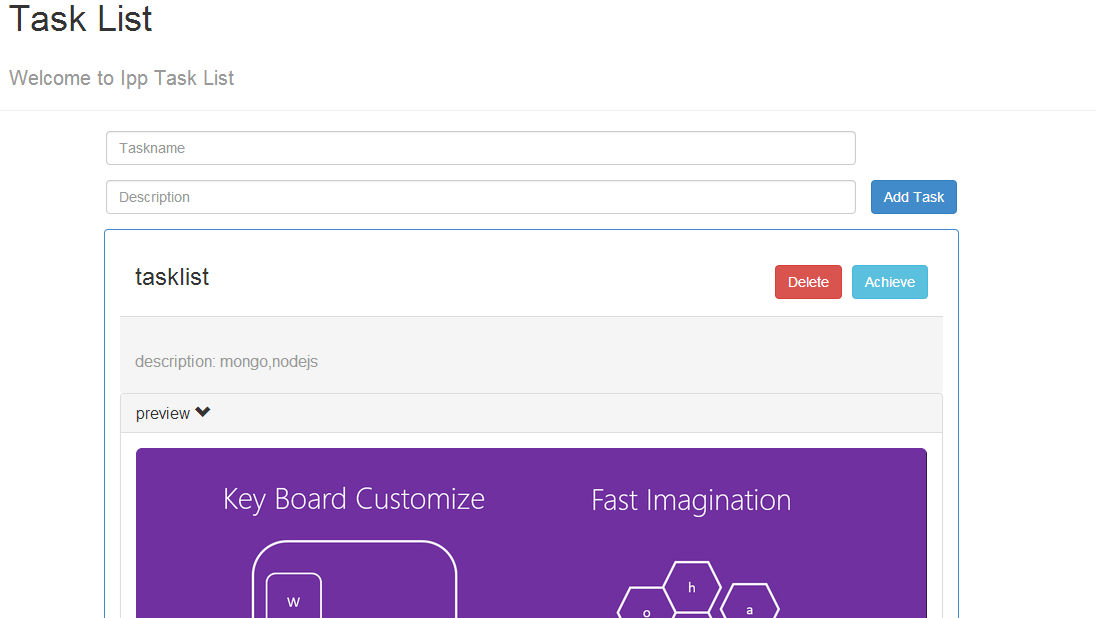 Task List
Welcome to Ipp Task List
Taskname
Description
Add Task
tasklist
Delete
Achieve
description: mongo,nodejs
preview
Key Board Customize
Fast Imagination
w
h
o
a